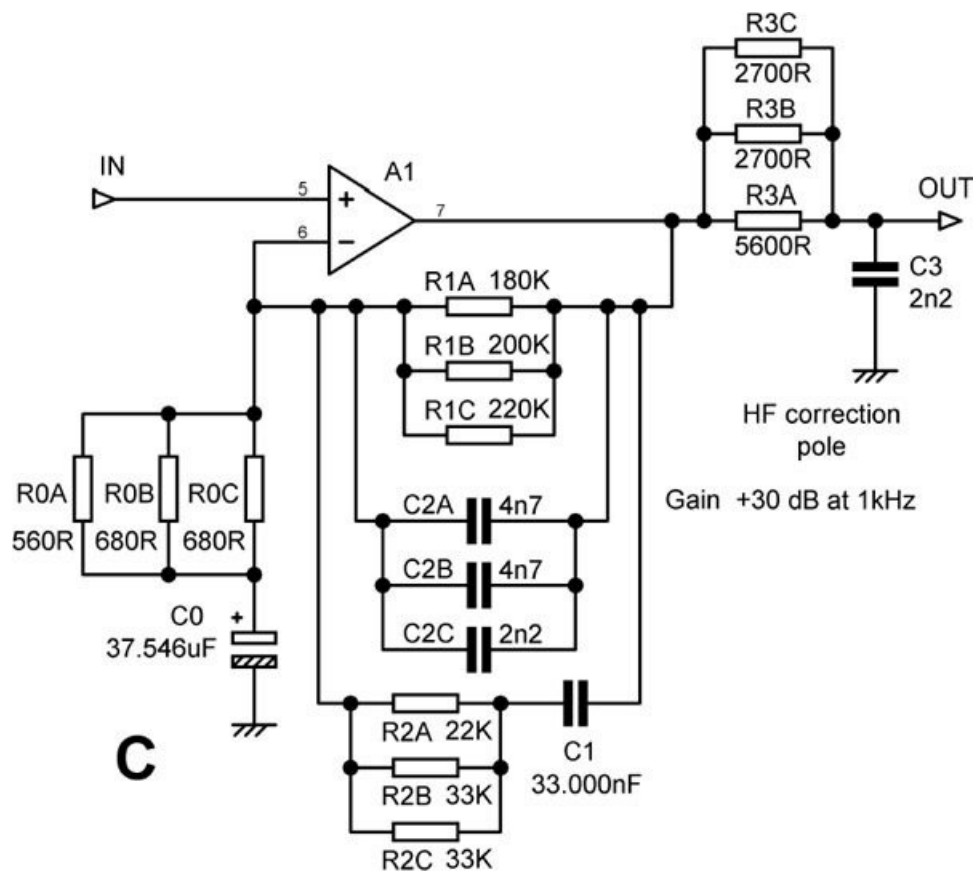 R3C
2700R
R3B
2700R
IN
A1
OUT
5
+
7
R3A
6
−
5600R
C3
2n2
R1A 180K
R1B 200K
R1C 220K
HF correction
pole
R0A R0B R0C
560R 680R 680R
C2A 4n7
Gain +30 dB at 1kHz
C2B 4n7
C0 +
37.546uF
C2C 2n2
R2A 22K
C1
33.000nF
C
R2B 33K
R2C 33K